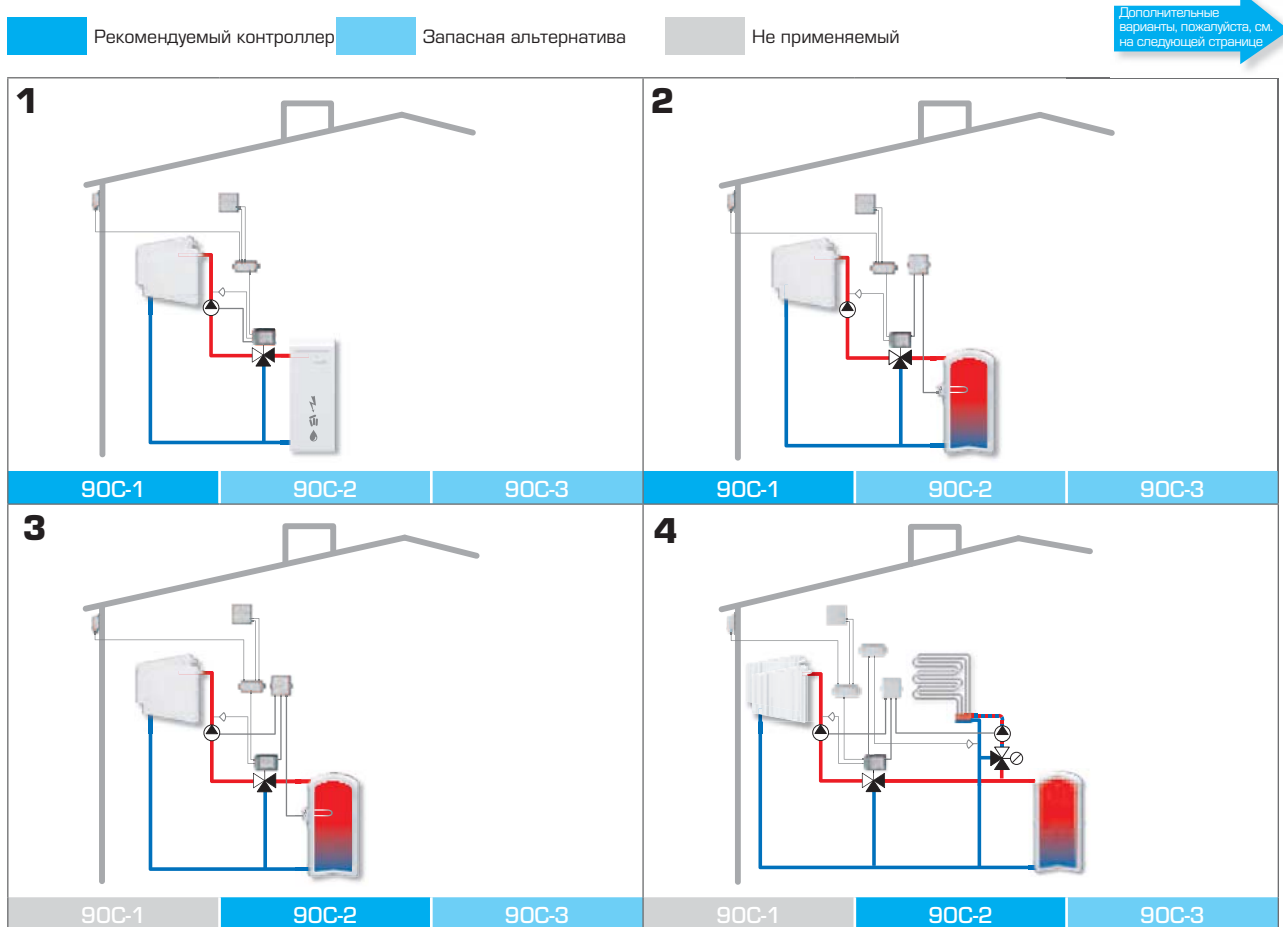 Рекомендуемый контроллер
Запасная альтернатива
Не применяемый
Дополнительные
варианты, пожалуйста, см.
на следующей странице
1
2
90C-1
90C-2
90C-3
90C-1
90C-2
90C-3
3
4
90C-1
90C-2
90C-3
90C-1
90C-2
90C-3